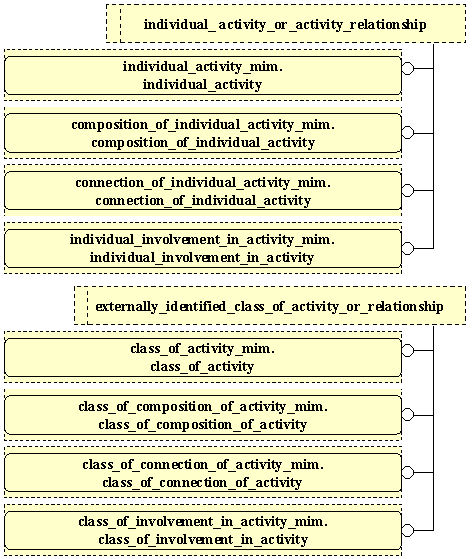 individual_ activity_or_activity_relationship
individual_activity_mim.
individual_activity
composition_of_individual_activity_mim.
composition_of_individual_activity
connection_of_individual_activity_mim.
connection_of_individual_activity
individual_involvement_in_activity_mim.
individual_involvement_in_activity
externally_identified_class_of_activity_or_relationship
class_of_activity_mim.
class_of_activity
class_of_composition_of_activity_mim.
class_of_composition_of_activity
class_of_connection_of_activity_mim.
class_of_connection_of_activity
class_of_involvement_in_activity_mim.
class_of_involvement_in_activity